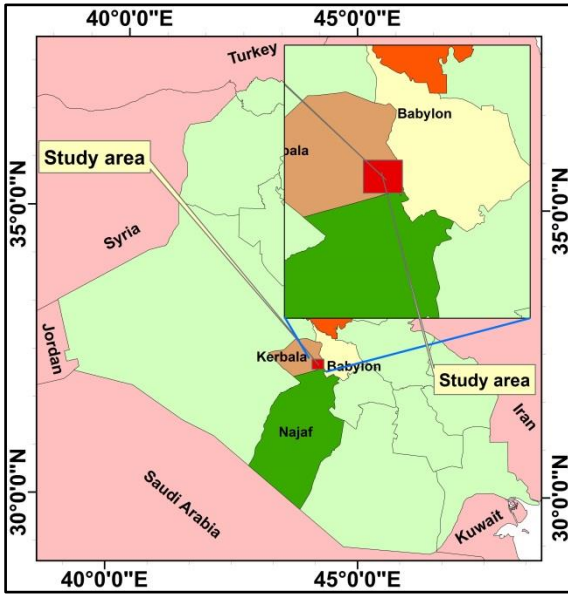 40°0'0"E
45°0'0"E
Turkey
Babylon
bala
Study area
35°0'0"N
35°0'0"N
Syria
Jordan
Kerbala
Babylon
Study area
Iran
Najaf
30°0'0"N
30°0'0"N
Saudi Arabia
Kuwait
40°0'0"E
45°0'0"E